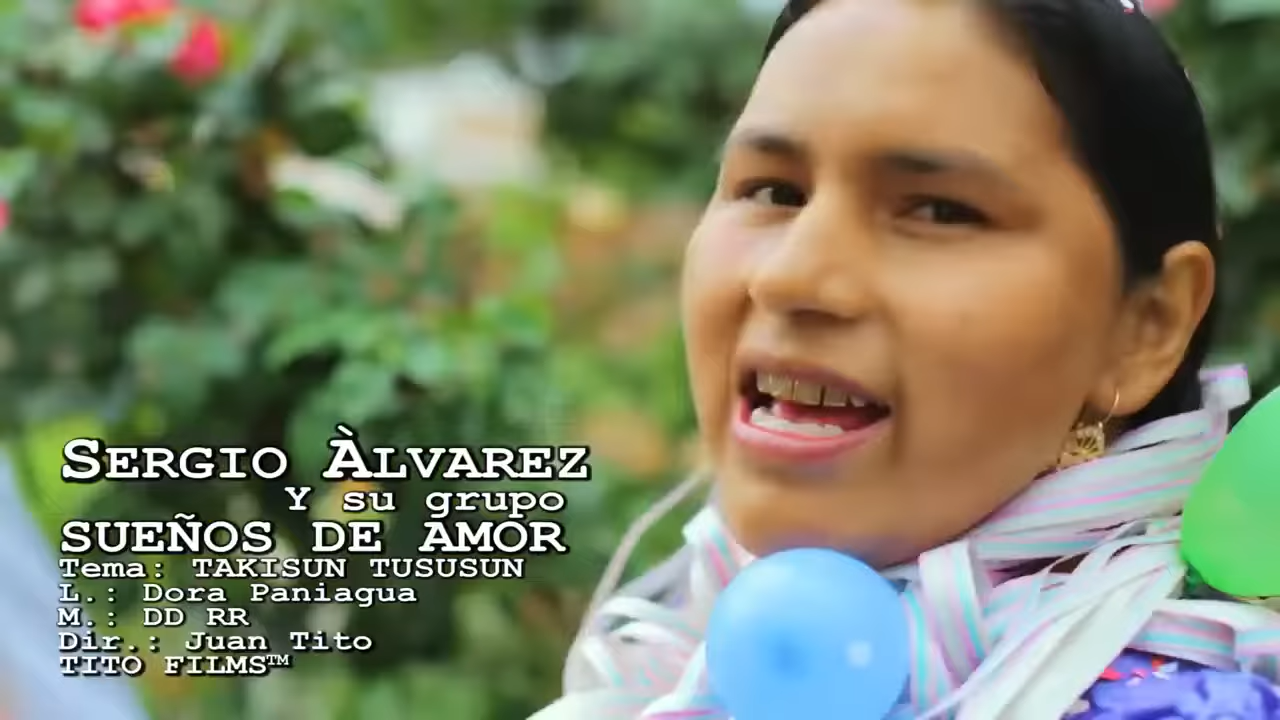 SERGIO ÀLVAREZ
Y su grupo
SUEÑOS DE AMOR
Tema: TAKISUN TUSUSUN
L.: Dora Paniagua
M.: DD RR
Dir.: Juan Tito
TITO FILMS™